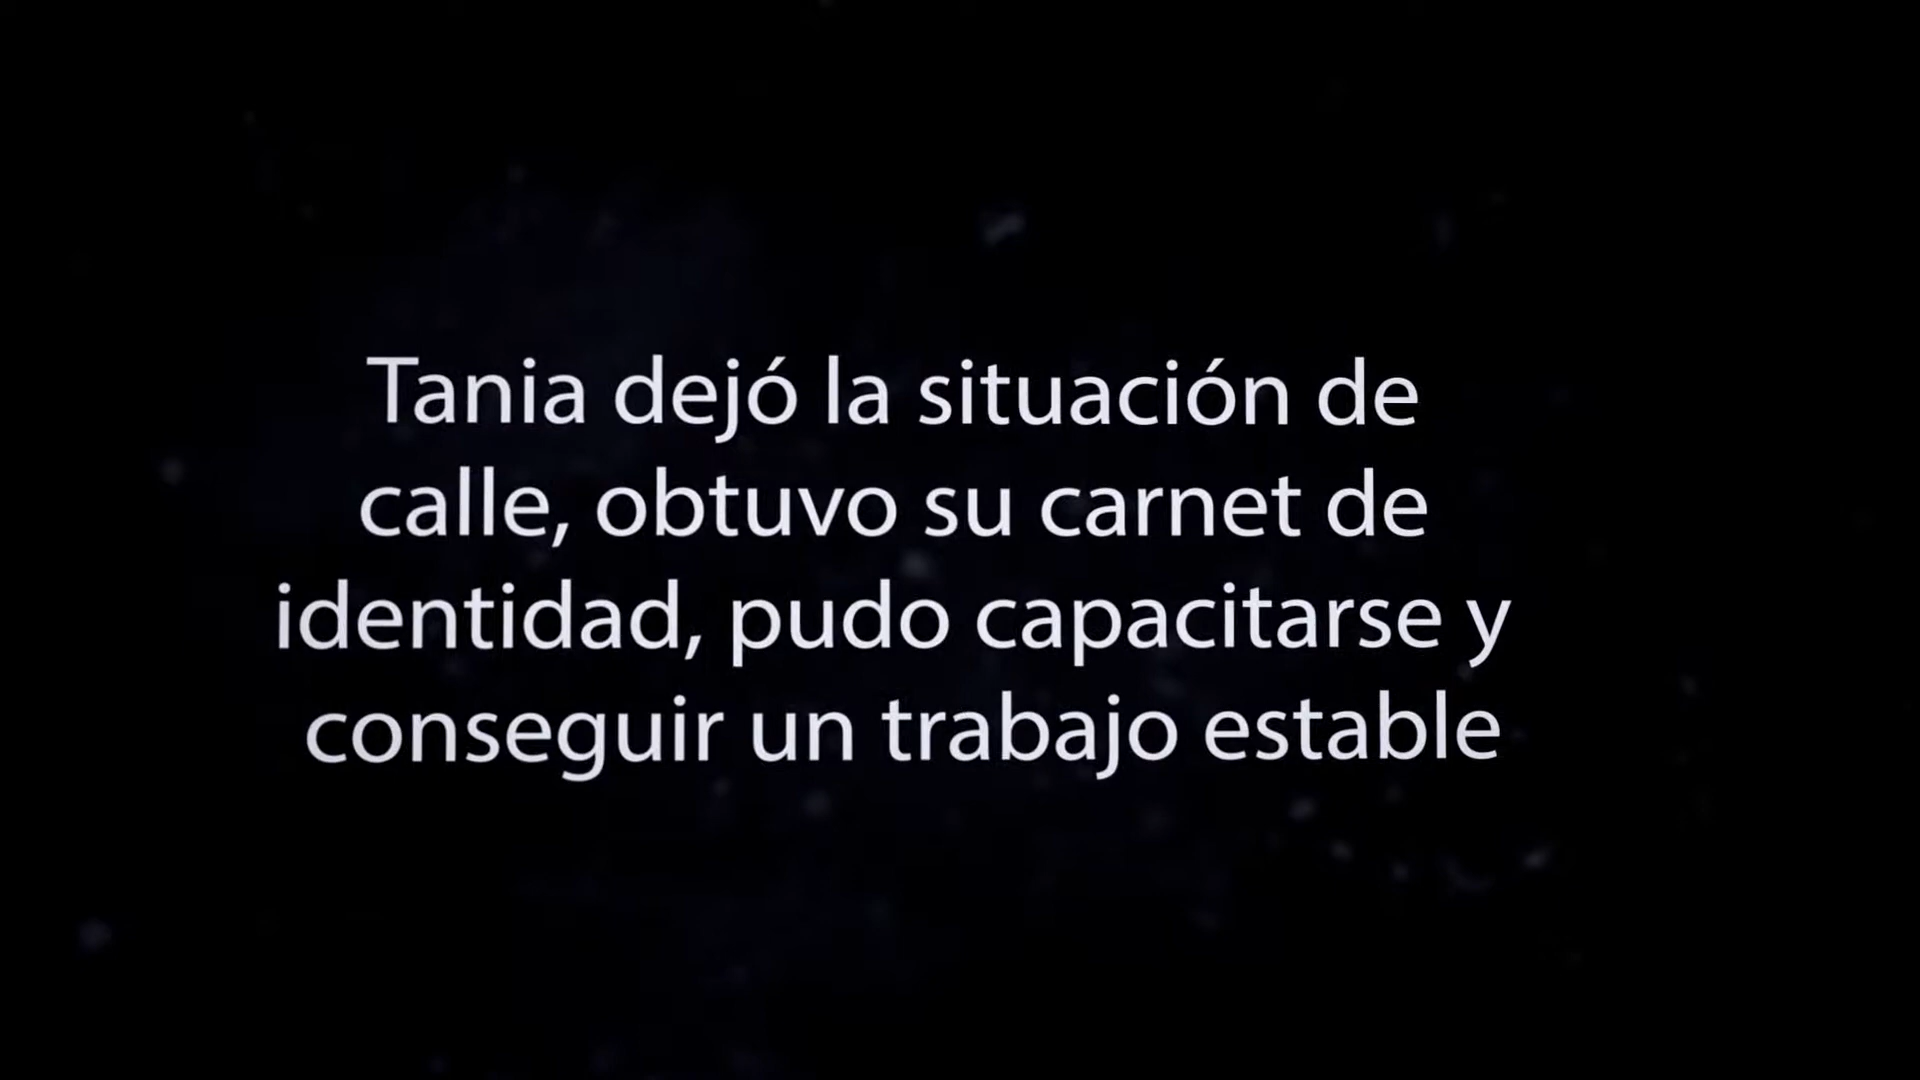 Tania dejó la situación de
calle, obtuvo su carnet de
identidad, pudo capacitarse y
conseguir un trabajo estable